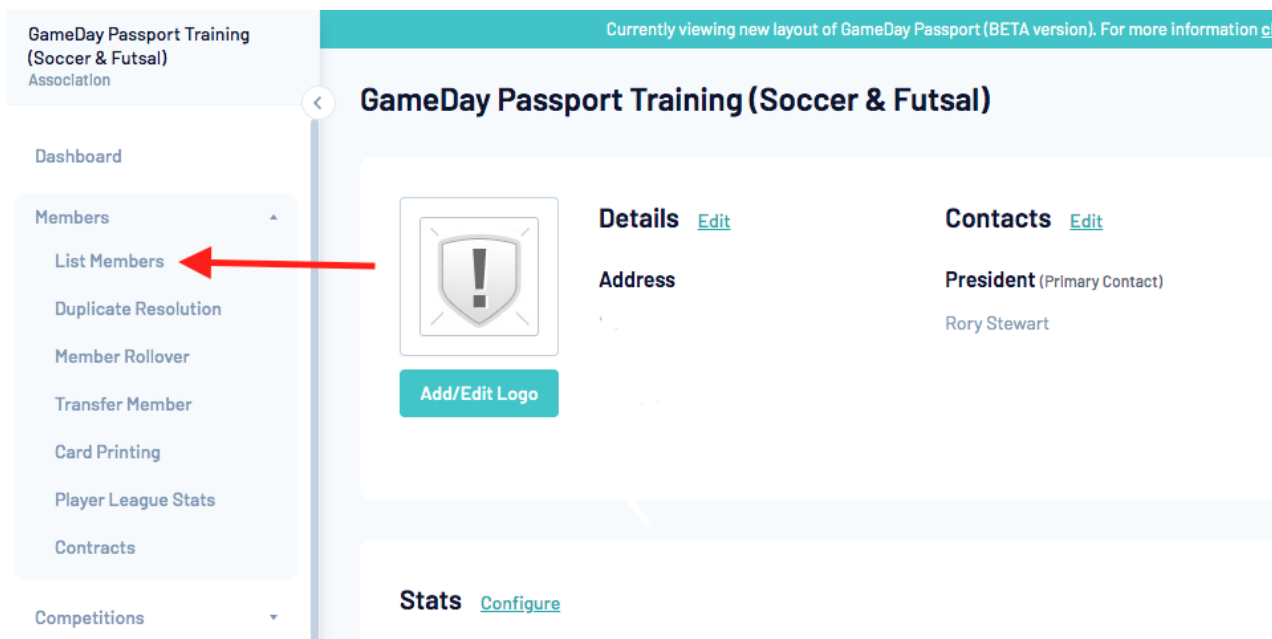 GameDay Passport Training
(Soccer & Futsal)
Association
Currently viewing new layout of GameDay Passport (BETA version). For more information
GameDay Passport Training (Soccer & Futsal)
Dashboard
Members
List Members
Duplicate Resolution
Member Rollover
Transfer Member
Card Printing
Player League Stats
Contracts
Competitions
Add/Edit Logo
Details Edit
Address
Contacts Edit
President (Primary Contact)
Rory Stewart
Stats Configure